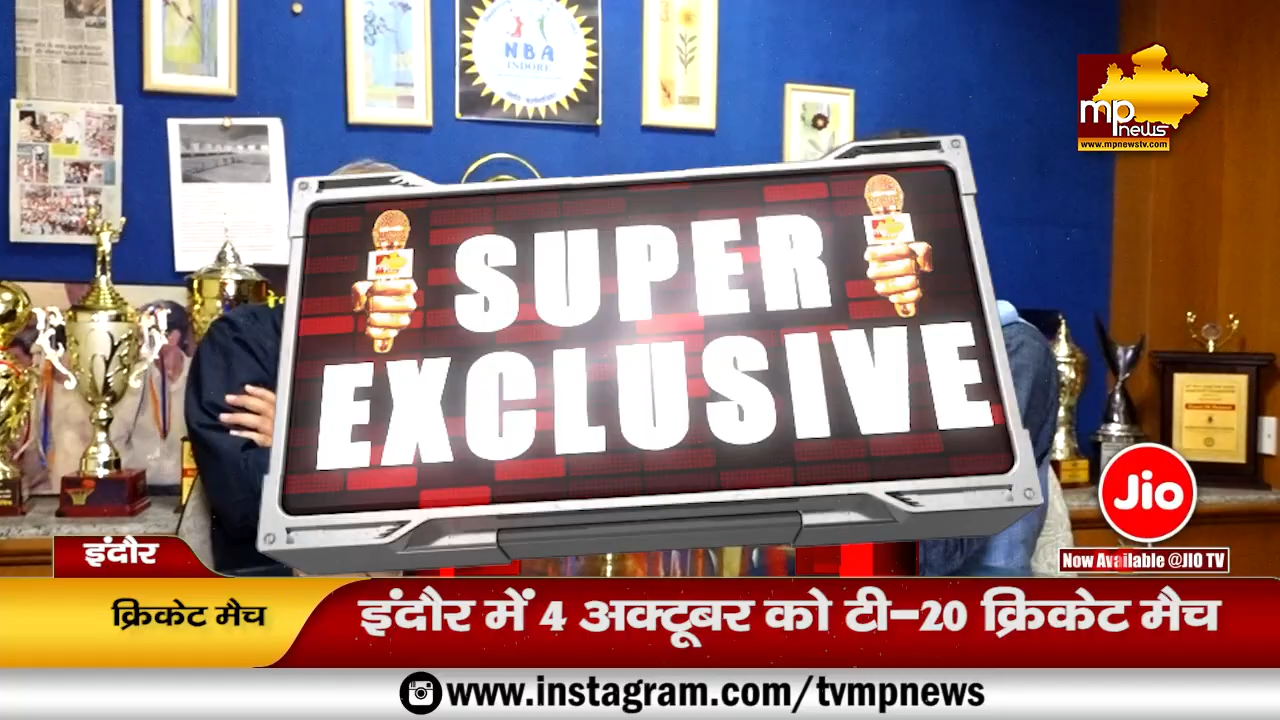 NBA
INDORE
mp
news
www.mpnewstv.com
SUPER
EXCLUSIVE
Jio
Now Available @JIO TV
इंदौर
क्रिकेट मैच
इंदौर में 4 अक्टूबर को टी-20 क्रिकेट मैच
www.instagram.com/tvmpnews